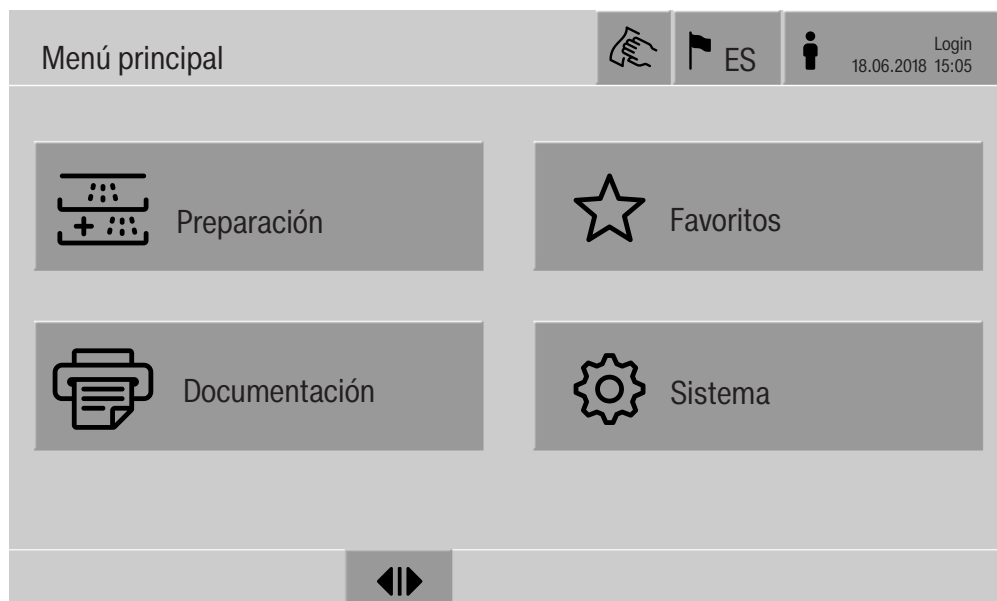 Menú principal
ES
Login
18.06.2018 15:05
Preparación
Favoritos
Documentación
Sistema